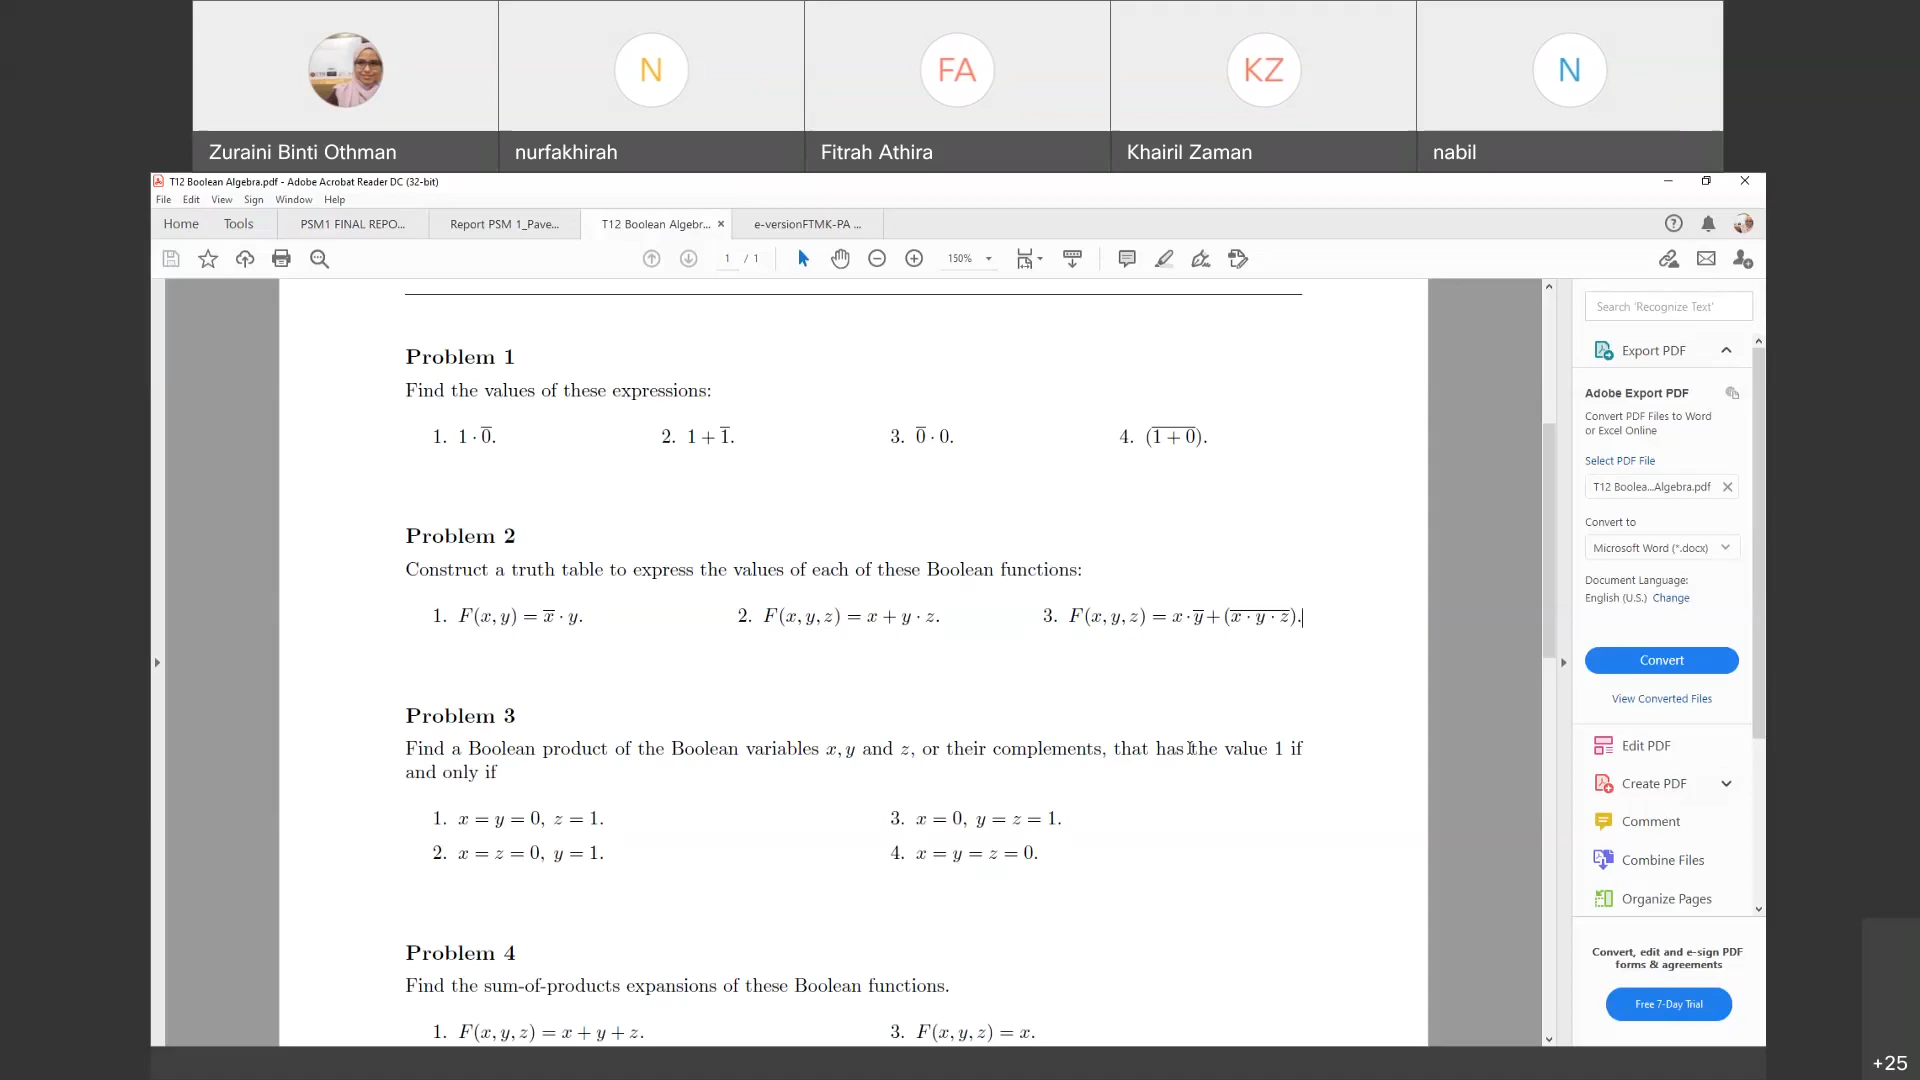 N
FA
KZ
N
Zuraini Binti Othman
nurfakhirah
Fitrah Athira
Khairil Zaman
nabil
T12 Boolean Algebra.pdf - Adobe Acrobat Reader DC (32-bit)
File Edit View Sign Window Help
Home Tools PSM1 FINAL REPO... Report PSM 1_Pave... T12 Boolean Algebr... × e-versionFTMK-PA ...
1 / 1 150%
Search 'Recognize Text'
Export PDF
Adobe Export PDF
Convert PDF Files to Word
or Excel Online
Select PDF File
T12 Boolea...Algebra.pdf
Convert to
Microsoft Word (*.docx)
Document Language:
English (U.S.) Change
Convert
View Converted Files
Edit PDF
Create PDF
Comment
Combine Files
Organize Pages
Convert, edit and e-sign PDF
forms & agreements
Free 7-Day Trial
Problem 1
Find the values of these expressions:
1. 1 · 0̅. 2. 1 + 1̅. 3. 0̅ · 0. 4. (1̅ ̅+̅ ̅0̅).
Problem 2
Construct a truth table to express the values of each of these Boolean functions:
1. F(x, y) = x̅ · y. 2. F(x, y, z) = x + y · z. 3. F(x, y, z) = x · y̅ + (x̅ ̅·̅ ̅y̅ ̅·̅ ̅z̅).
Problem 3
Find a Boolean product of the Boolean variables x, y and z, or their complements, that has the value 1 if
and only if
1. x = y = 0, z = 1. 3. x = 0, y = z = 1.
2. x = z = 0, y = 1. 4. x = y = z = 0.
Problem 4
Find the sum-of-products expansions of these Boolean functions.
1. F(x, y, z) = x + y + z. 3. F(x, y, z) = x.
+25